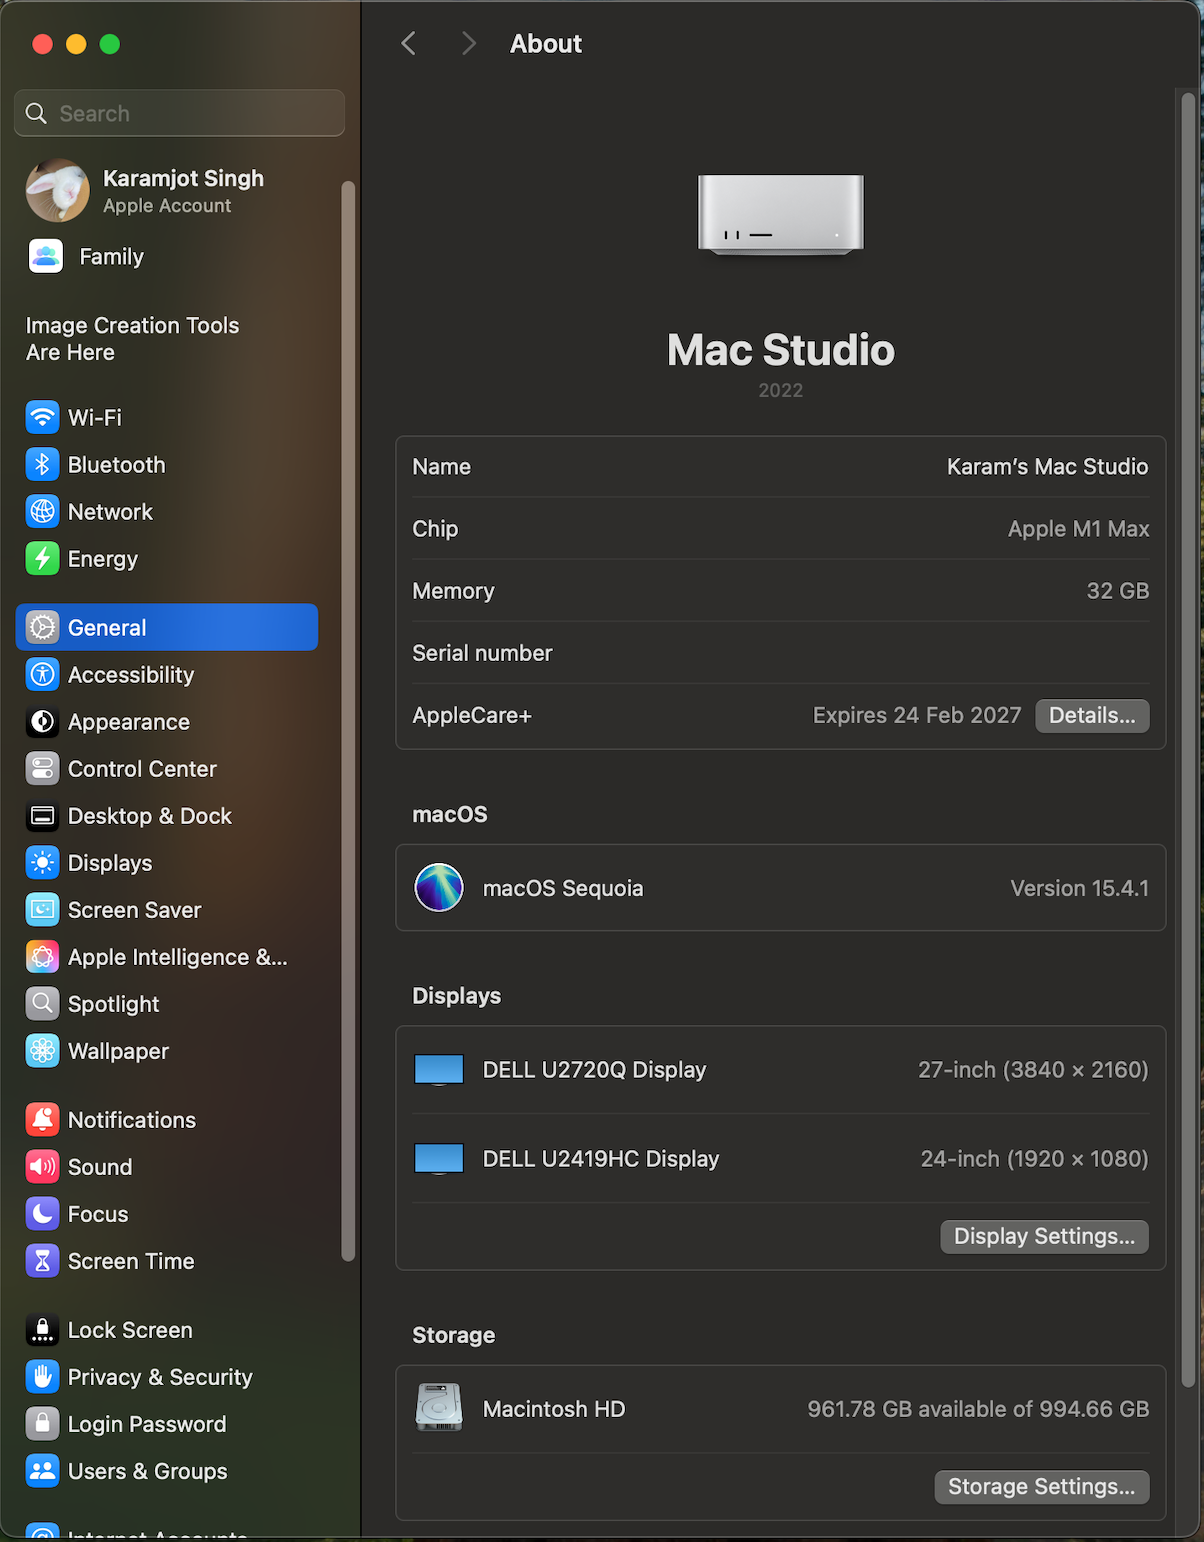 About
Search
Karamjot Singh
Apple Account
Family
Image Creation Tools
Are Here
Wi-Fi
Bluetooth
Network
Energy
General
Accessibility
Appearance
Control Center
Desktop & Dock
Displays
Screen Saver
Apple Intelligence &...
Spotlight
Wallpaper
Notifications
Sound
Focus
Screen Time
Lock Screen
Privacy & Security
Login Password
Users & Groups
Internet Accounts
Mac Studio
2022
Name Karam's Mac Studio
Chip Apple M1 Max
Memory 32 GB
Serial number
AppleCare+ Expires 24 Feb 2027 Details...
macOS
macOS Sequoia Version 15.4.1
Displays
DELL U2720Q Display 27-inch (3840 × 2160)
DELL U2419HC Display 24-inch (1920 × 1080)
Display Settings...
Storage
Macintosh HD 961.78 GB available of 994.66 GB
Storage Settings...